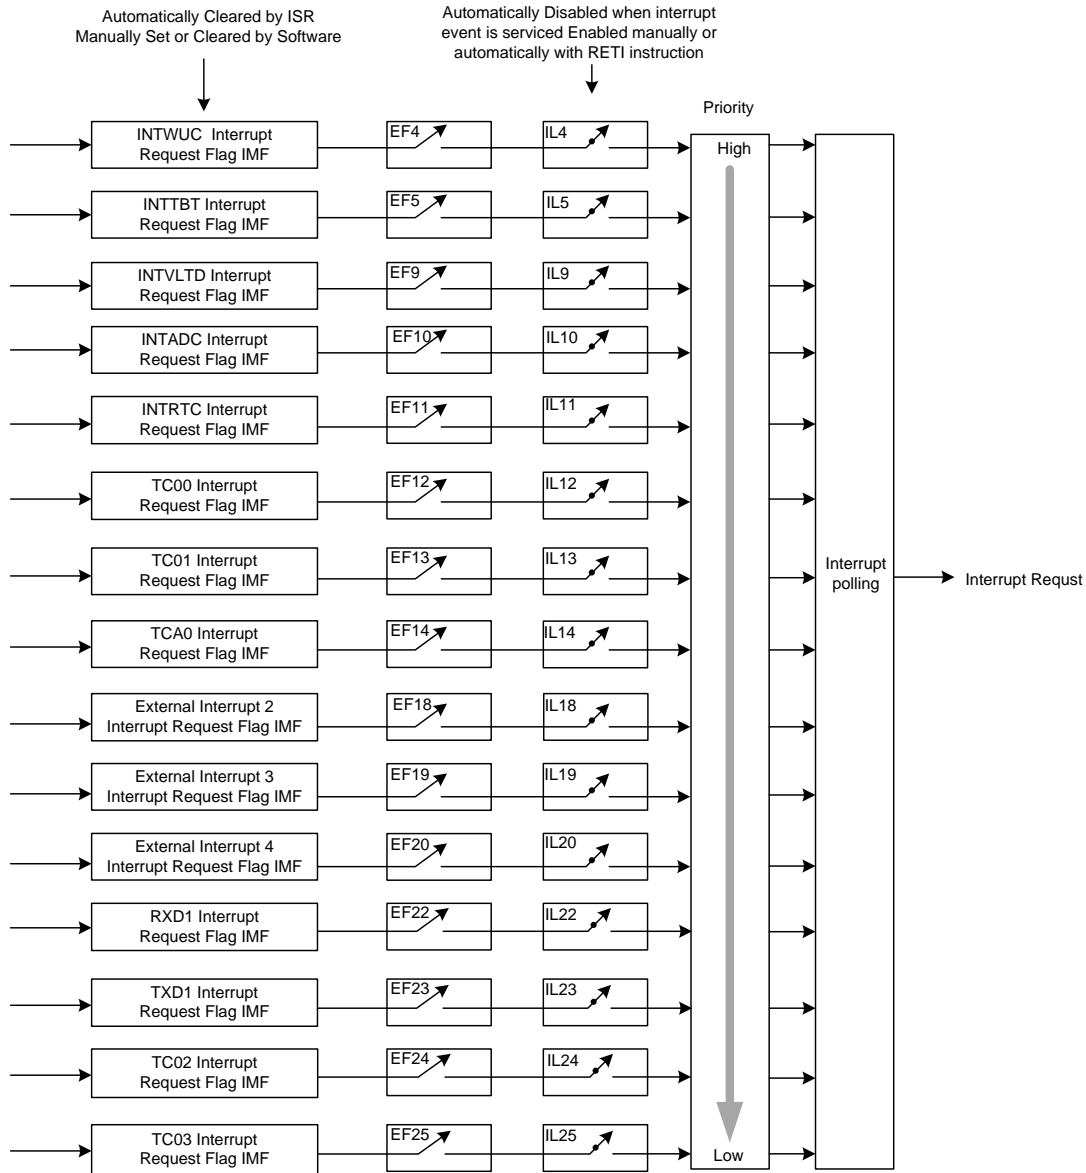 Automatically Cleared by ISR
Manually Set or Cleared by Software
Automatically Disabled when interrupt
event is serviced Enabled manually or
automatically with RETI instruction
Priority
INTWUC Interrupt
Request Flag IMF
EF4
IL4
High
INTTBT Interrupt
Request Flag IMF
EF5
IL5
INTVLTD Interrupt
Request Flag IMF
EF9
IL9
INTADC Interrupt
Request Flag IMF
EF10
IL10
INTRTC Interrupt
Request Flag IMF
EF11
IL11
TC00 Interrupt
Request Flag IMF
EF12
IL12
TC01 Interrupt
Request Flag IMF
EF13
IL13
Interrupt
polling
Interrupt Requst
TCA0 Interrupt
Request Flag IMF
EF14
IL14
External Interrupt 2
Interrupt Request Flag IMF
EF18
IL18
External Interrupt 3
Interrupt Request Flag IMF
EF19
IL19
External Interrupt 4
Interrupt Request Flag IMF
EF20
IL20
RXD1 Interrupt
Request Flag IMF
EF22
IL22
TXD1 Interrupt
Request Flag IMF
EF23
IL23
TC02 Interrupt
Request Flag IMF
EF24
IL24
TC03 Interrupt
Request Flag IMF
EF25
IL25
Low